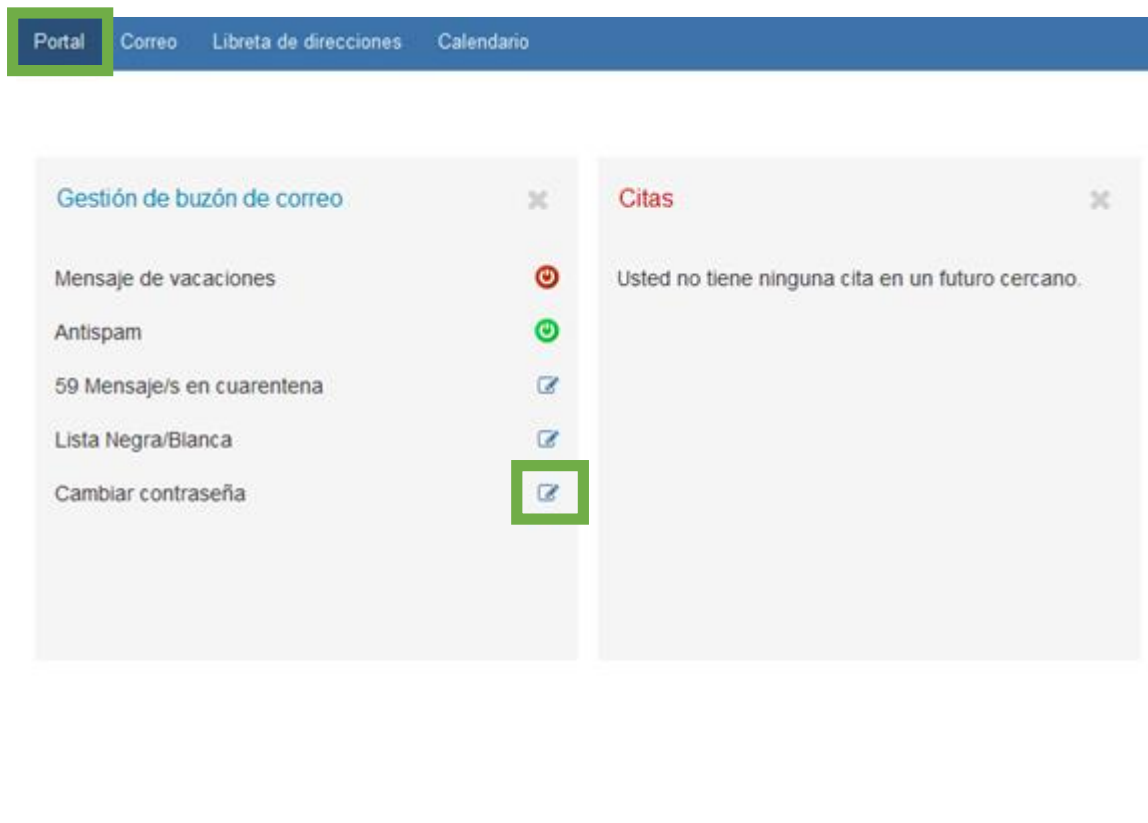 Portal Correo Libreta de direcciones Calendario
Gestión de buzón de correo
Mensaje de vacaciones
Antispam
59 Mensaje/s en cuarentena
Lista Negra/Blanca
Cambiar contraseña
Citas
Usted no tiene ninguna cita en un futuro cercano.